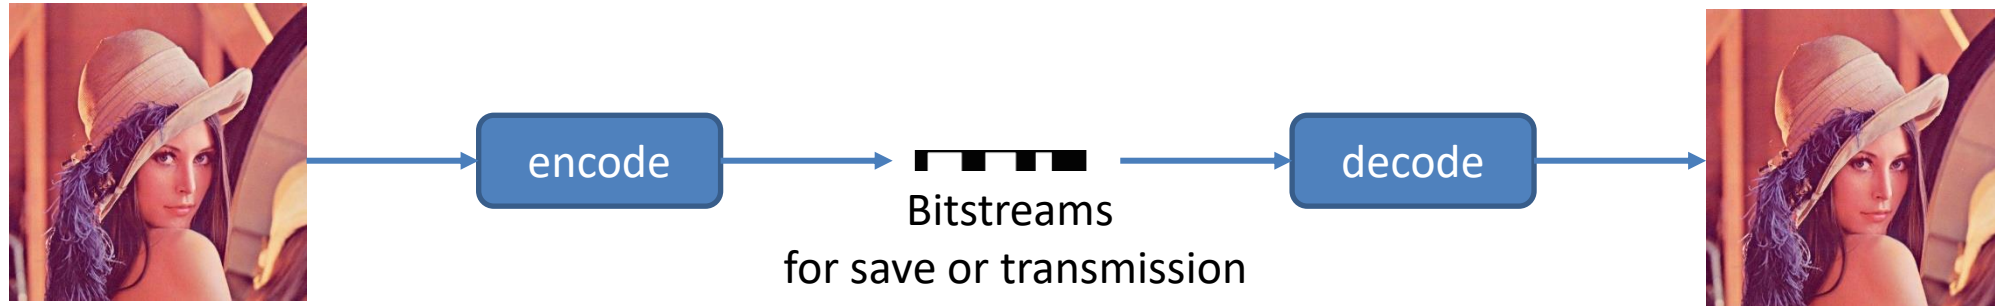 encode
Bitstreams
for save or transmission
decode